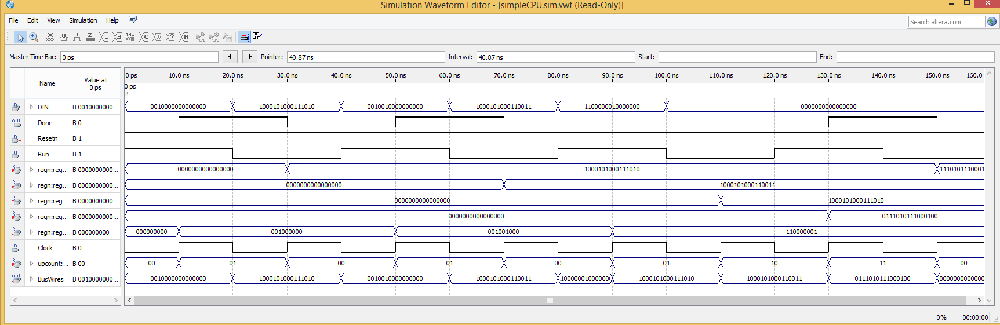 Simulation Waveform Editor - [simpleCPU.sim.vwf (Read-Only)]
File Edit View Simulation Help
Search altera.com
Master Time Bar: 0 ps Pointer: 40.87 ns Interval: 40.87 ns Start: End:
Name Value at 0 ps
0 ps 10.0 ns 20.0 ns 30.0 ns 40.0 ns 50.0 ns 60.0 ns 70.0 ns 80.0 ns 90.0 ns 100.0 ns 110.0 ns 120.0 ns 130.0 ns 140.0 ns 150.0 ns 160.0
0 ps
in DIN B 0010000000... 0010000000000000 1000101000111010 0010010000000000 1000101000110011 1100000010000000 0000000000000000
out Done B 0
in Resetn B 1
in Run B 1
R regn:reg... B 0000000000... 0000000000000000 1000101000111010 1110101110001
R regn:reg... B 0000000000... 0000000000000000 1000101000110011
R regn:reg... B 0000000000... 0000000000000000 1000101000111010
R regn:reg... B 0000000000... 0000000000000000 0111010111000100
R regn:reg... B 000000000 000000000 001000000 001001000 110000001
in Clock B 0
B upcount:... B 00 00 01 00 01 00 01 10 11 00
out BusWires B 0010000000... 0010000000000000 1000101000111010 0010010000000000 1000101000110011 10000001000000 1000101000111010 1000101000110011 0111010111000100 0000000000000
0% 00:00:00